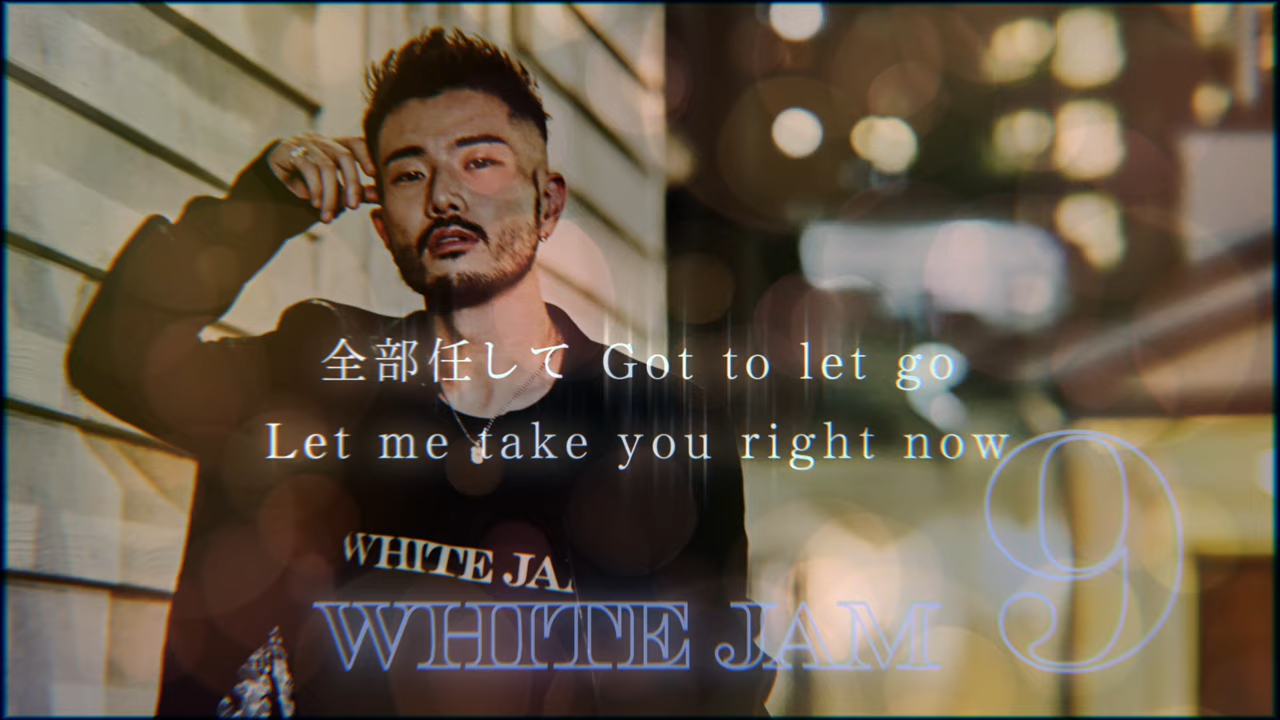 全部任して Got to let go
Let me take you right now
WHITE JA
WHITE JAM
9